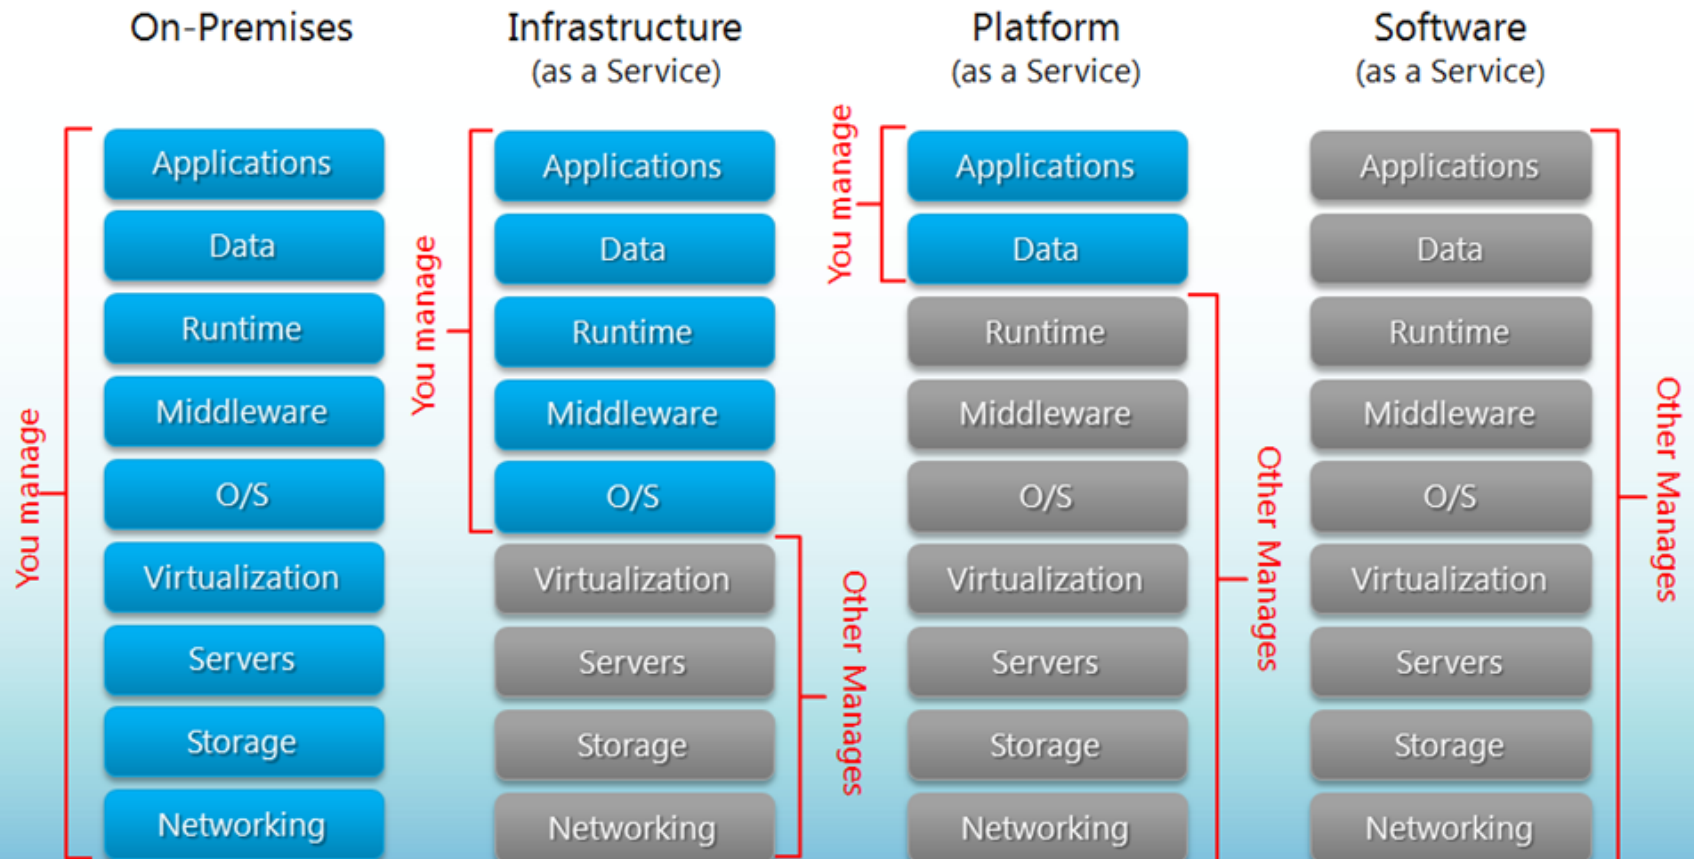 On-Premises
You manage
Applications
Data
Runtime
Middleware
O/S
Virtualization
Servers
Storage
Networking
Infrastructure
(as a Service)
You manage
Applications
Data
Runtime
Middleware
O/S
Virtualization
Servers
Storage
Networking
Other Manages
Platform
(as a Service)
You manage
Applications
Data
Runtime
Middleware
O/S
Virtualization
Servers
Storage
Networking
Other Manages
Software
(as a Service)
Applications
Data
Runtime
Middleware
O/S
Virtualization
Servers
Storage
Networking
Other Manages